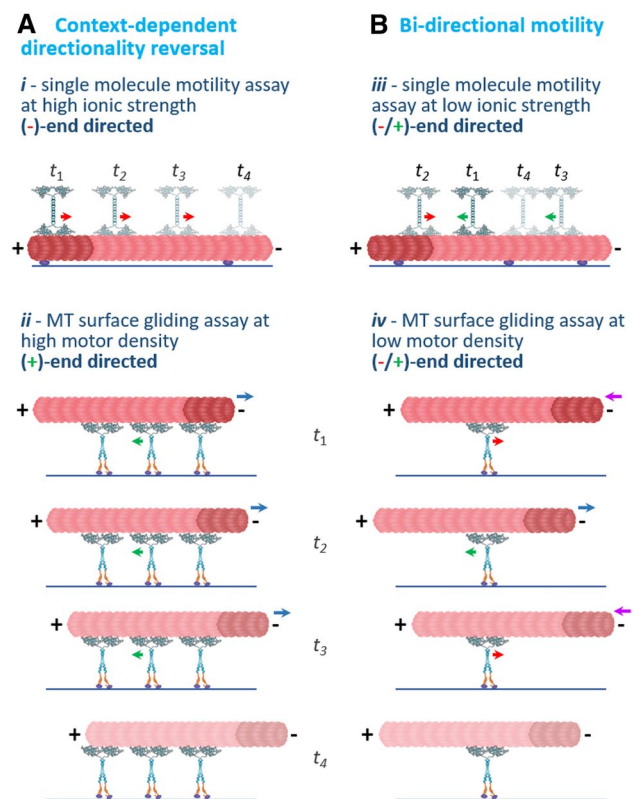 A Context-dependent
directionality reversal
i - single molecule motility assay
at high ionic strength
(-)-end directed
t1 t2 t3 t4
+ -
ii - MT surface gliding assay at
high motor density
(+)-end directed
+ -
+ -
+ -
+ -
t1
t2
t3
t4
B Bi-directional motility
iii - single molecule motility
assay at low ionic strength
(-/+)-end directed
t2 t1 t4 t3
+ -
iv - MT surface gliding assay at
low motor density
(-/+)-end directed
+ -
+ -
+ -
+ -